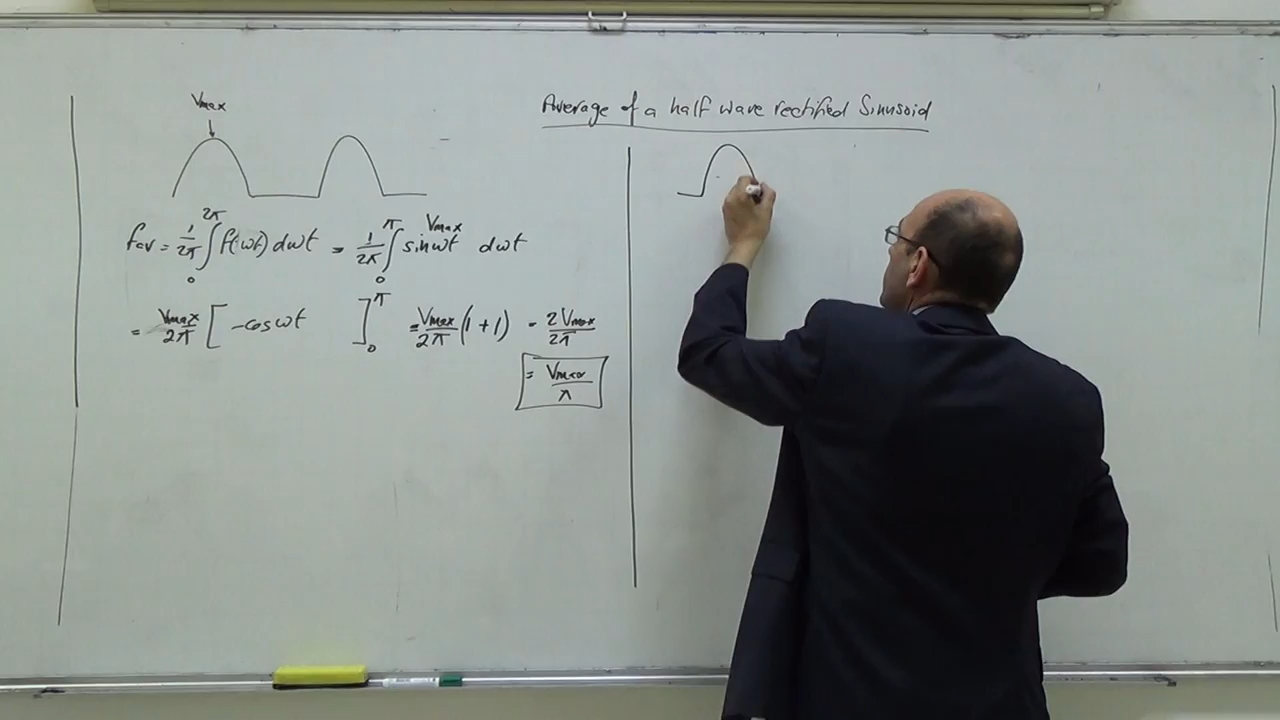 Average of a half wave rectified Sinusoid
Vmax
fav = 1/2π ∫₀^2π f(ωt) dωt = 1/2π ∫₀^π Vmax sinωt dωt
= Vmax/2π [ -cosωt ]₀^π = Vmax/2π (1 + 1) = 2Vmax/2π
= Vmax/π